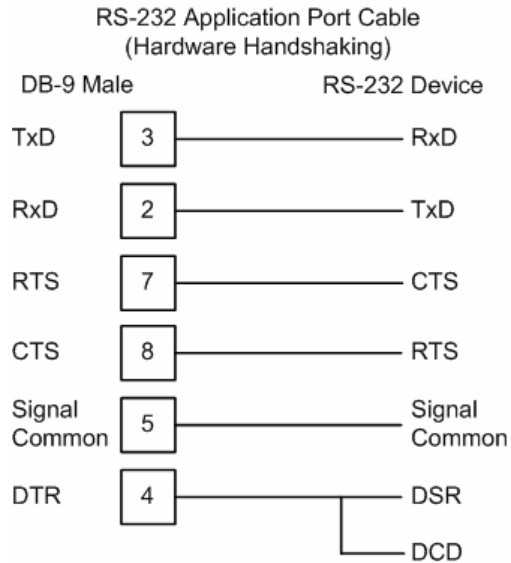 RS-232 Application Port Cable
(Hardware Handshaking)
DB-9 Male RS-232 Device
TxD 3 RxD
RxD 2 TxD
RTS 7 CTS
CTS 8 RTS
Signal
Common 5 Signal
Common
DTR 4 DSR
DCD